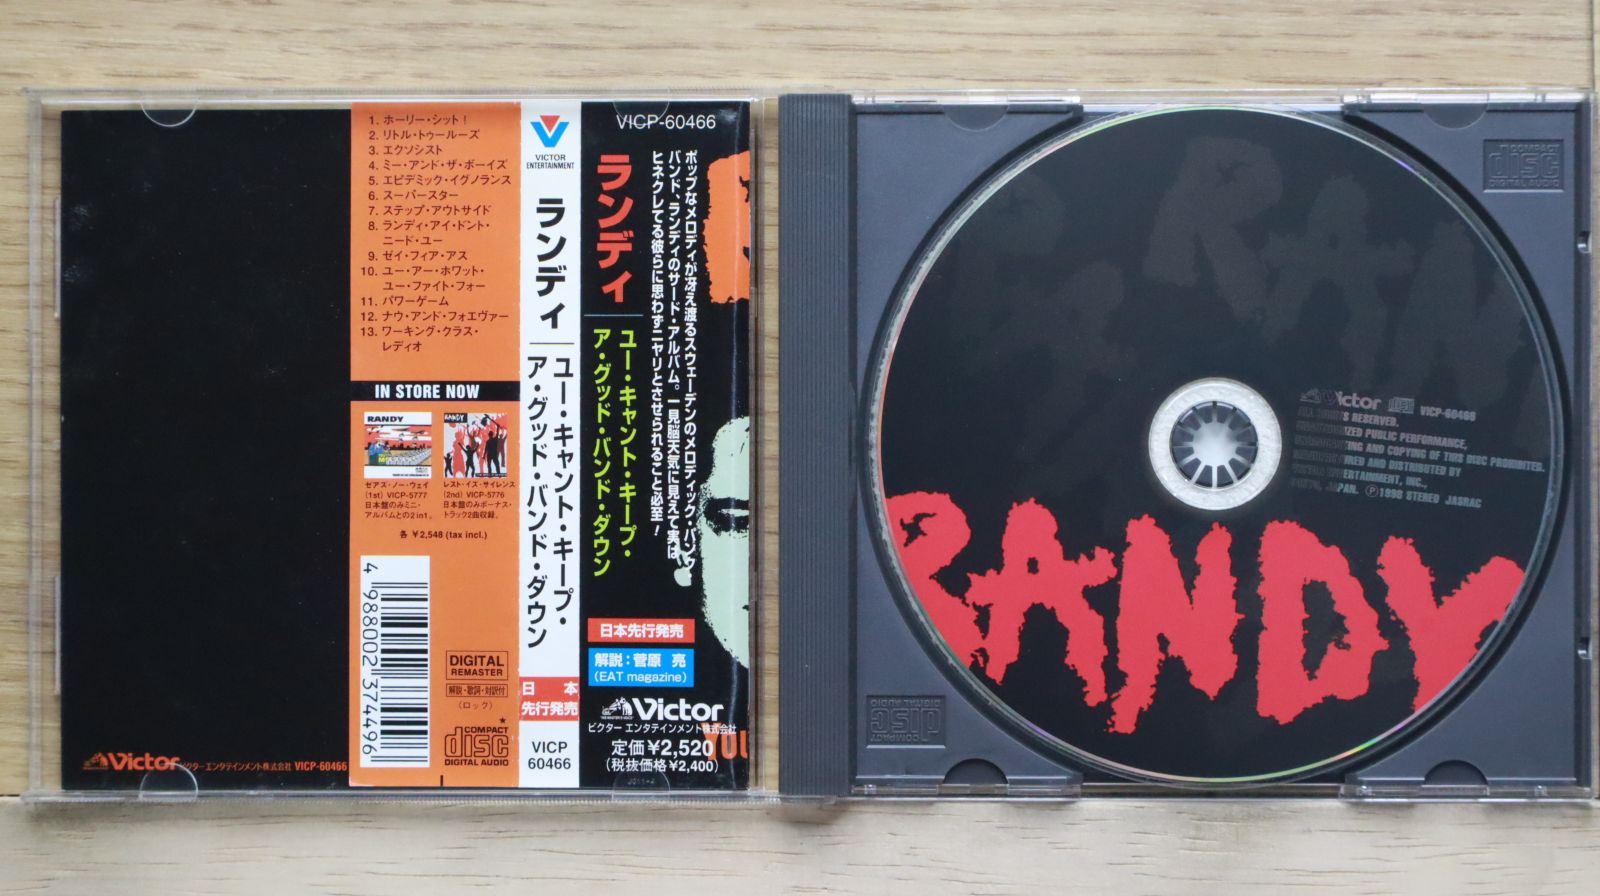 1. ホーリー・シット!
2. リトル・トゥールーズ
3. エクソシスト
4. ミー・アンド・ザ・ボーイズ
5. エピデミック・イグノランス
6. スーパースター
7. ステップ・アウトサイド
8. ランディ・アイ・ドント・
ニード・ユー
9. ゼイ・フィア・アス
10. ユー・アー・ホワット・
ユー・ファイト・フォー
11. パワーゲーム
12. ナウ・アンド・フォエヴァー
13. ワーキング・クラス・
レディオ
IN STORE NOW
RANDY
RANDY
ゼアズ・ノー・ウェイ
(1st) VICP-5777
日本盤のみミニ・
アルバムとの2 in1。
レスト・イズ・サイレンス
(2nd) VICP-5776
日本盤のみボーナス・
トラック2曲収録。
各 ¥2,548 (tax incl.)
4 988002 374496
DIGITAL
REMASTER
解説・歌詞・対訳付
(ロック)
COMPACT
disc
DIGITAL AUDIO
Victor
ビクターエンタテインメント株式会社 VICP-60466
VICTOR
ENTERTAINMENT
ランディ
ユー・キャント・キープ・
ア・グッド・バンド・ダウン
日本
先行発売
VICP
60466
VICP-60466
ランディ
ユー・キャント・キープ・
ア・グッド・バンド・ダウン
ポップなメロディが冴え渡るスウェーデンのメロディック・パンク・
バンド、ランディのサード・アルバム。一見脳天気に見えて実は
ヒネクレてる彼らに思わずニヤリとさせられること必至!
日本先行発売
解説:菅原 亮
(EAT magazine)
"HIS MASTER'S VOICE"
Victor
ビクター エンタテインメント株式会社
定価¥2,520
(税抜価格¥2,400)
YOU
COMPACT
disc
DIGITAL AUDIO
RAN
Victor
VICP-60466
ALL RIGHTS RESERVED.
PUBLIC PERFORMANCE,
AND COPYING OF THIS DISC PROHIBITED.
AND DISTRIBUTED BY
ENTERTAINMENT, INC.,
JAPAN. Ⓟ1998 STEREO JASRAC
RANDY
COMPACT
disc
DIGITAL AUDIO